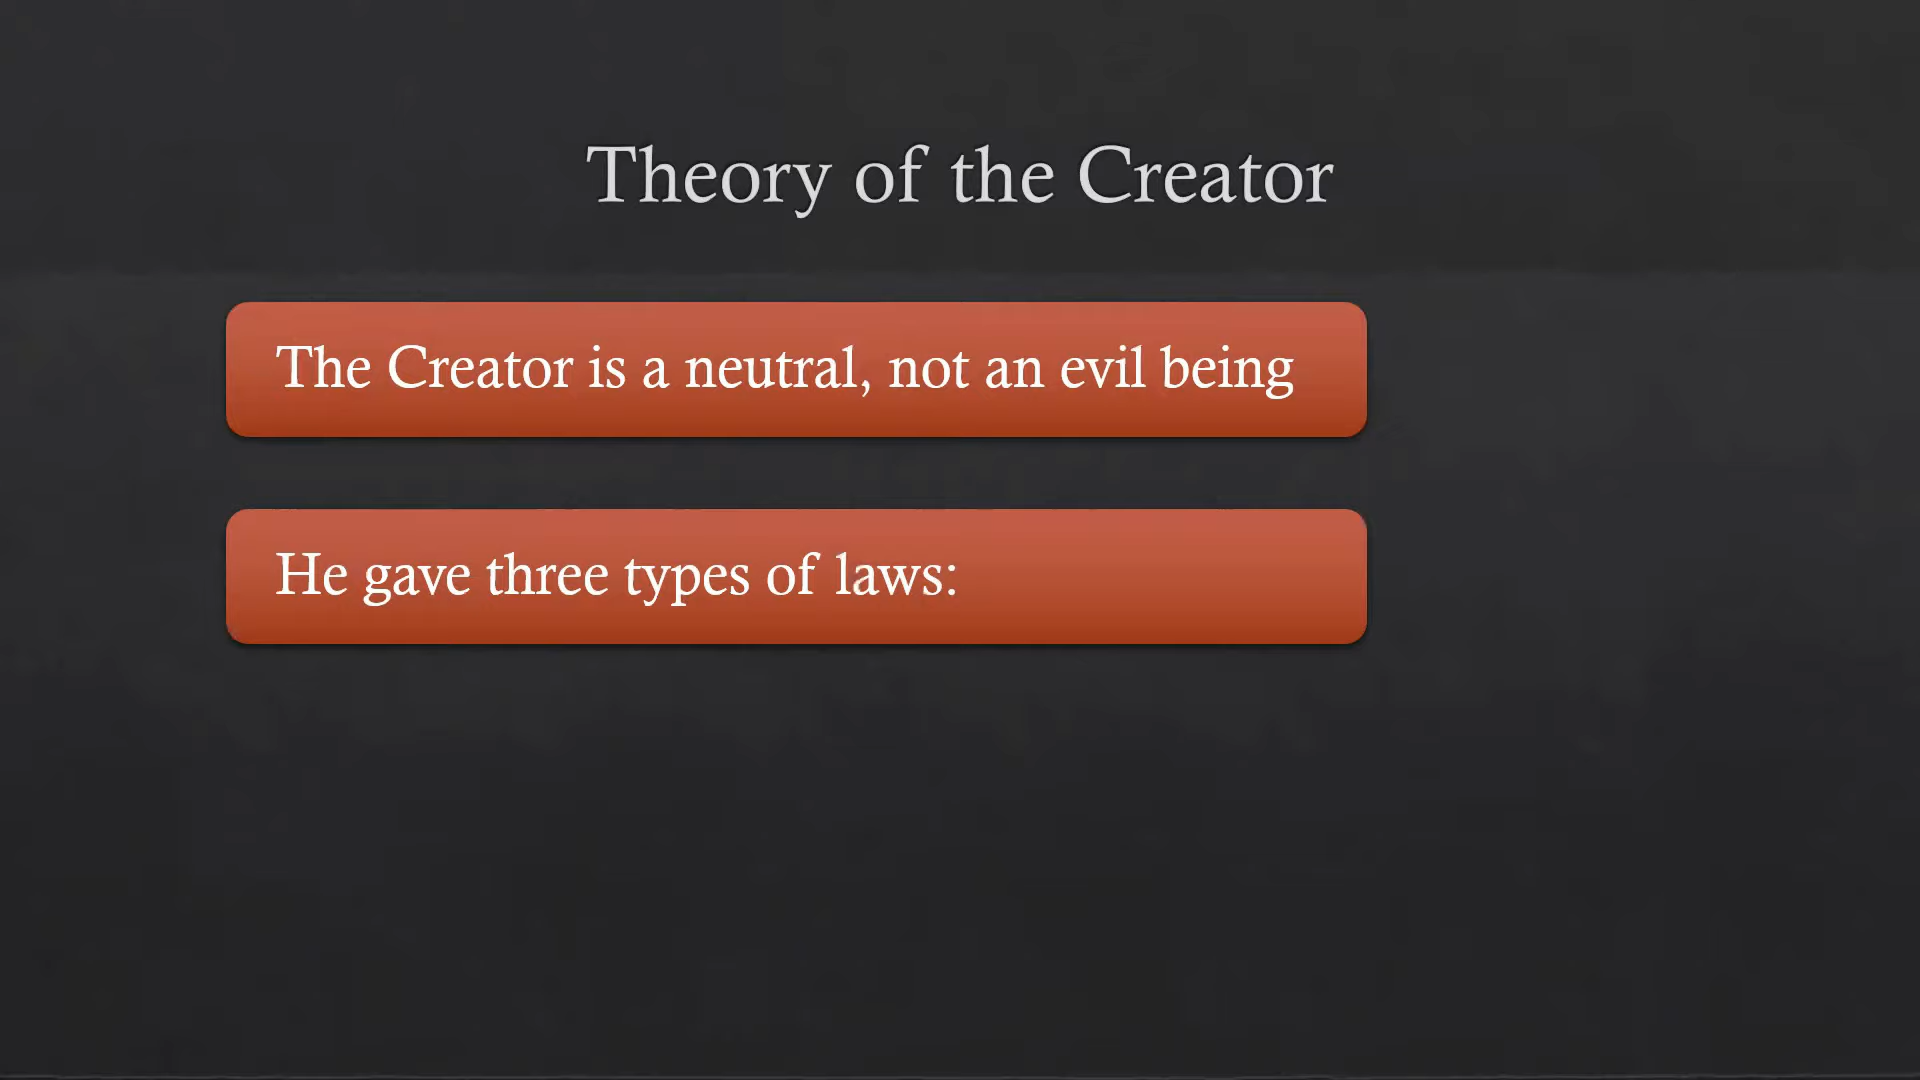 Theory of the Creator
The Creator is a neutral, not an evil being
He gave three types of laws: